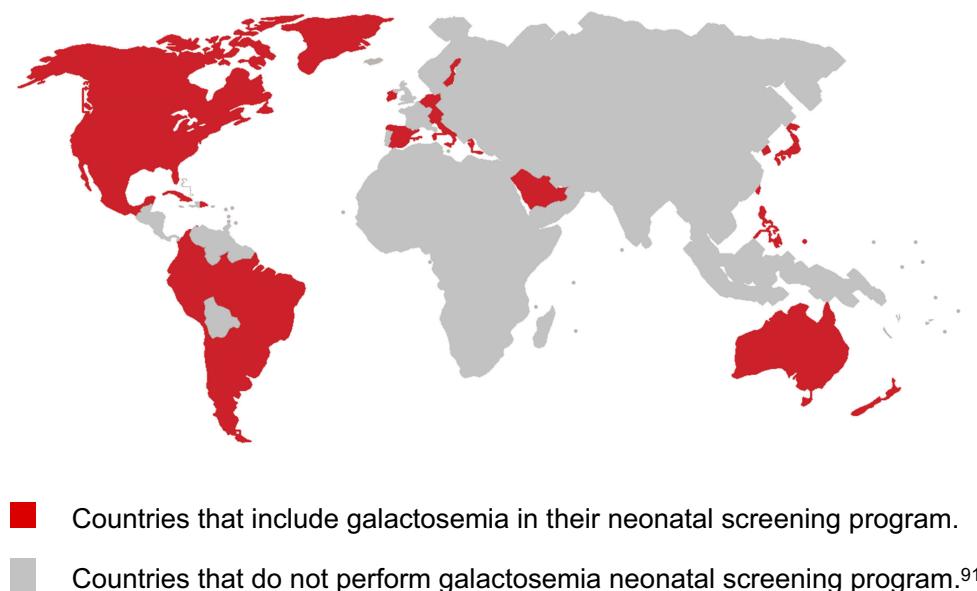 Countries that include galactosemia in their neonatal screening program.
Countries that do not perform galactosemia neonatal screening program.91